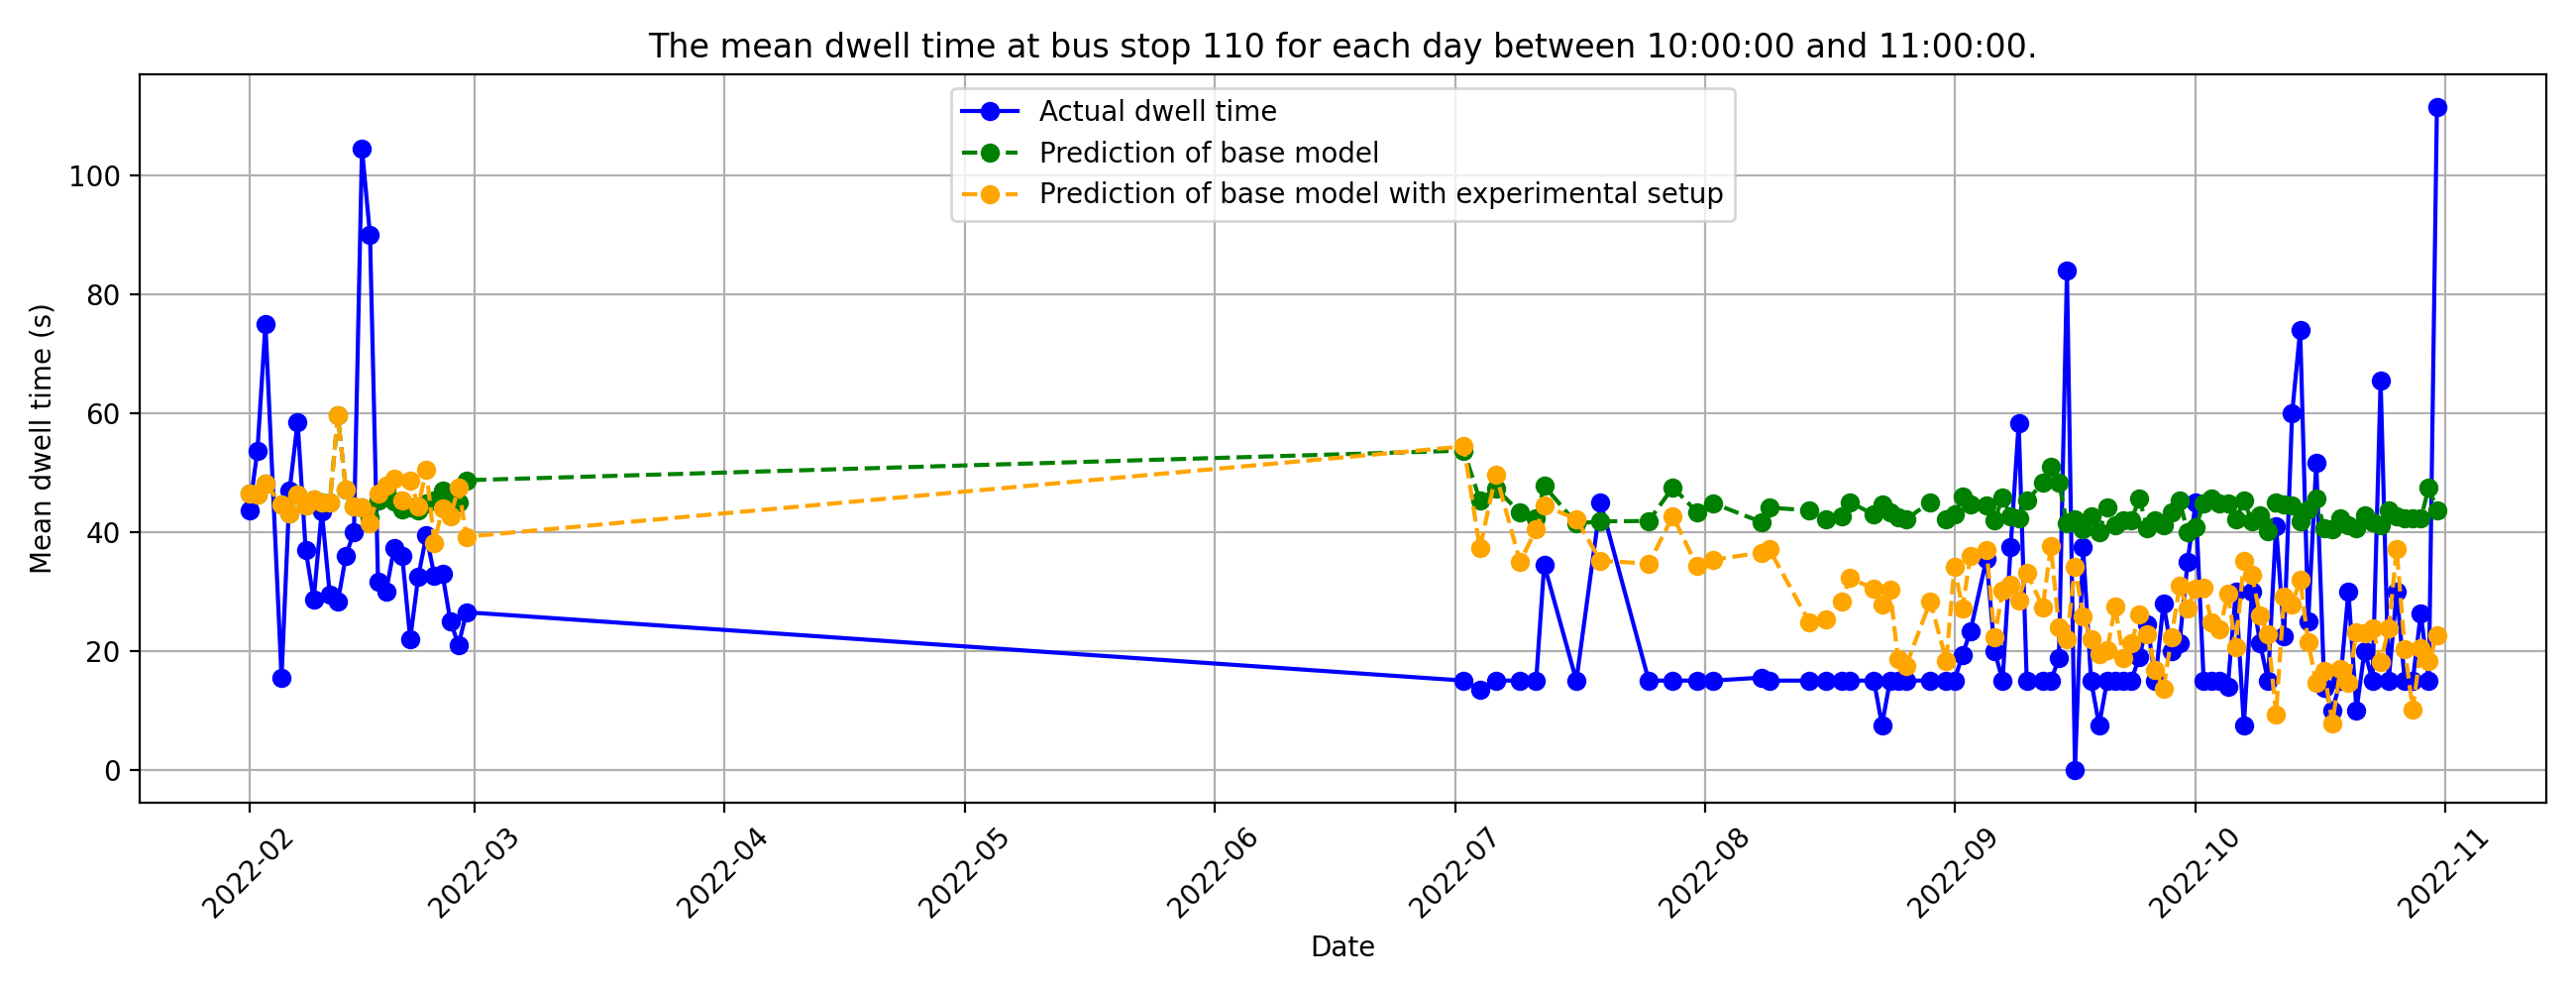 The mean dwell time at bus stop 110 for each day between 10:00:00 and 11:00:00.
Actual dwell time
Prediction of base model
Prediction of base model with experimental setup
Mean dwell time (s)
100
80
60
40
20
0
2022-02
2022-03
2022-04
2022-05
2022-06
2022-07
2022-08
2022-09
2022-10
2022-11
Date